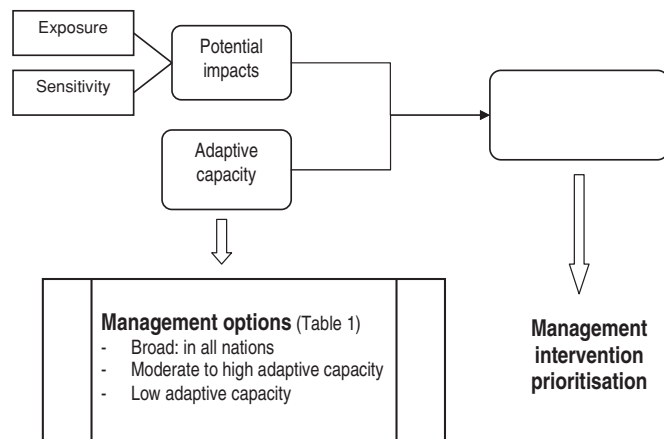 Exposure
Sensitivity
Potential
impacts
Adaptive
capacity
Management options (Table 1)
- Broad: in all nations
- Moderate to high adaptive capacity
- Low adaptive capacity
Management
intervention
prioritisation